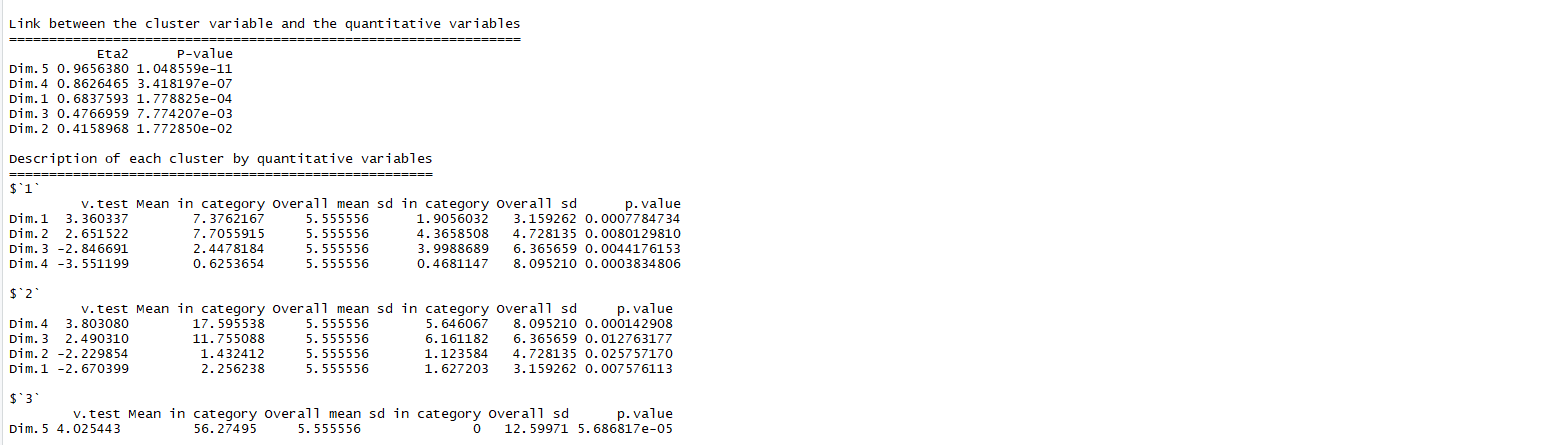 Link between the cluster variable and the quantitative variables
================================================================
           Eta2      P-value
Dim.5 0.9656380 1.048559e-11
Dim.4 0.8626465 3.418197e-07
Dim.1 0.6837593 1.778825e-04
Dim.3 0.4766959 7.774207e-03
Dim.2 0.4158968 1.772850e-02
Description of each cluster by quantitative variables
=====================================================
$`1`
         v.test Mean in category Overall mean sd in category Overall sd      p.value
Dim.1  3.360337        7.3762167     5.555556      1.9056032   3.159262 0.0007784734
Dim.2  2.651522        7.7055915     5.555556      4.3658508   4.728135 0.0080129810
Dim.3 -2.846691        2.4478184     5.555556      3.9988689   6.365659 0.0044176153
Dim.4 -3.551199        0.6253654     5.555556      0.4681147   8.095210 0.0003834806
$`2`
         v.test Mean in category Overall mean sd in category Overall sd     p.value
Dim.4  3.803080        17.595538     5.555556       5.646067   8.095210 0.000142908
Dim.3  2.490310        11.755088     5.555556       6.161182   6.365659 0.012763177
Dim.2 -2.229854         1.432412     5.555556       1.123584   4.728135 0.025757170
Dim.1 -2.670399         2.256238     5.555556       1.627203   3.159262 0.007576113
$`3`
        v.test Mean in category Overall mean sd in category Overall sd      p.value
Dim.5 4.025443         56.27495     5.555556              0   12.59971 5.686817e-05